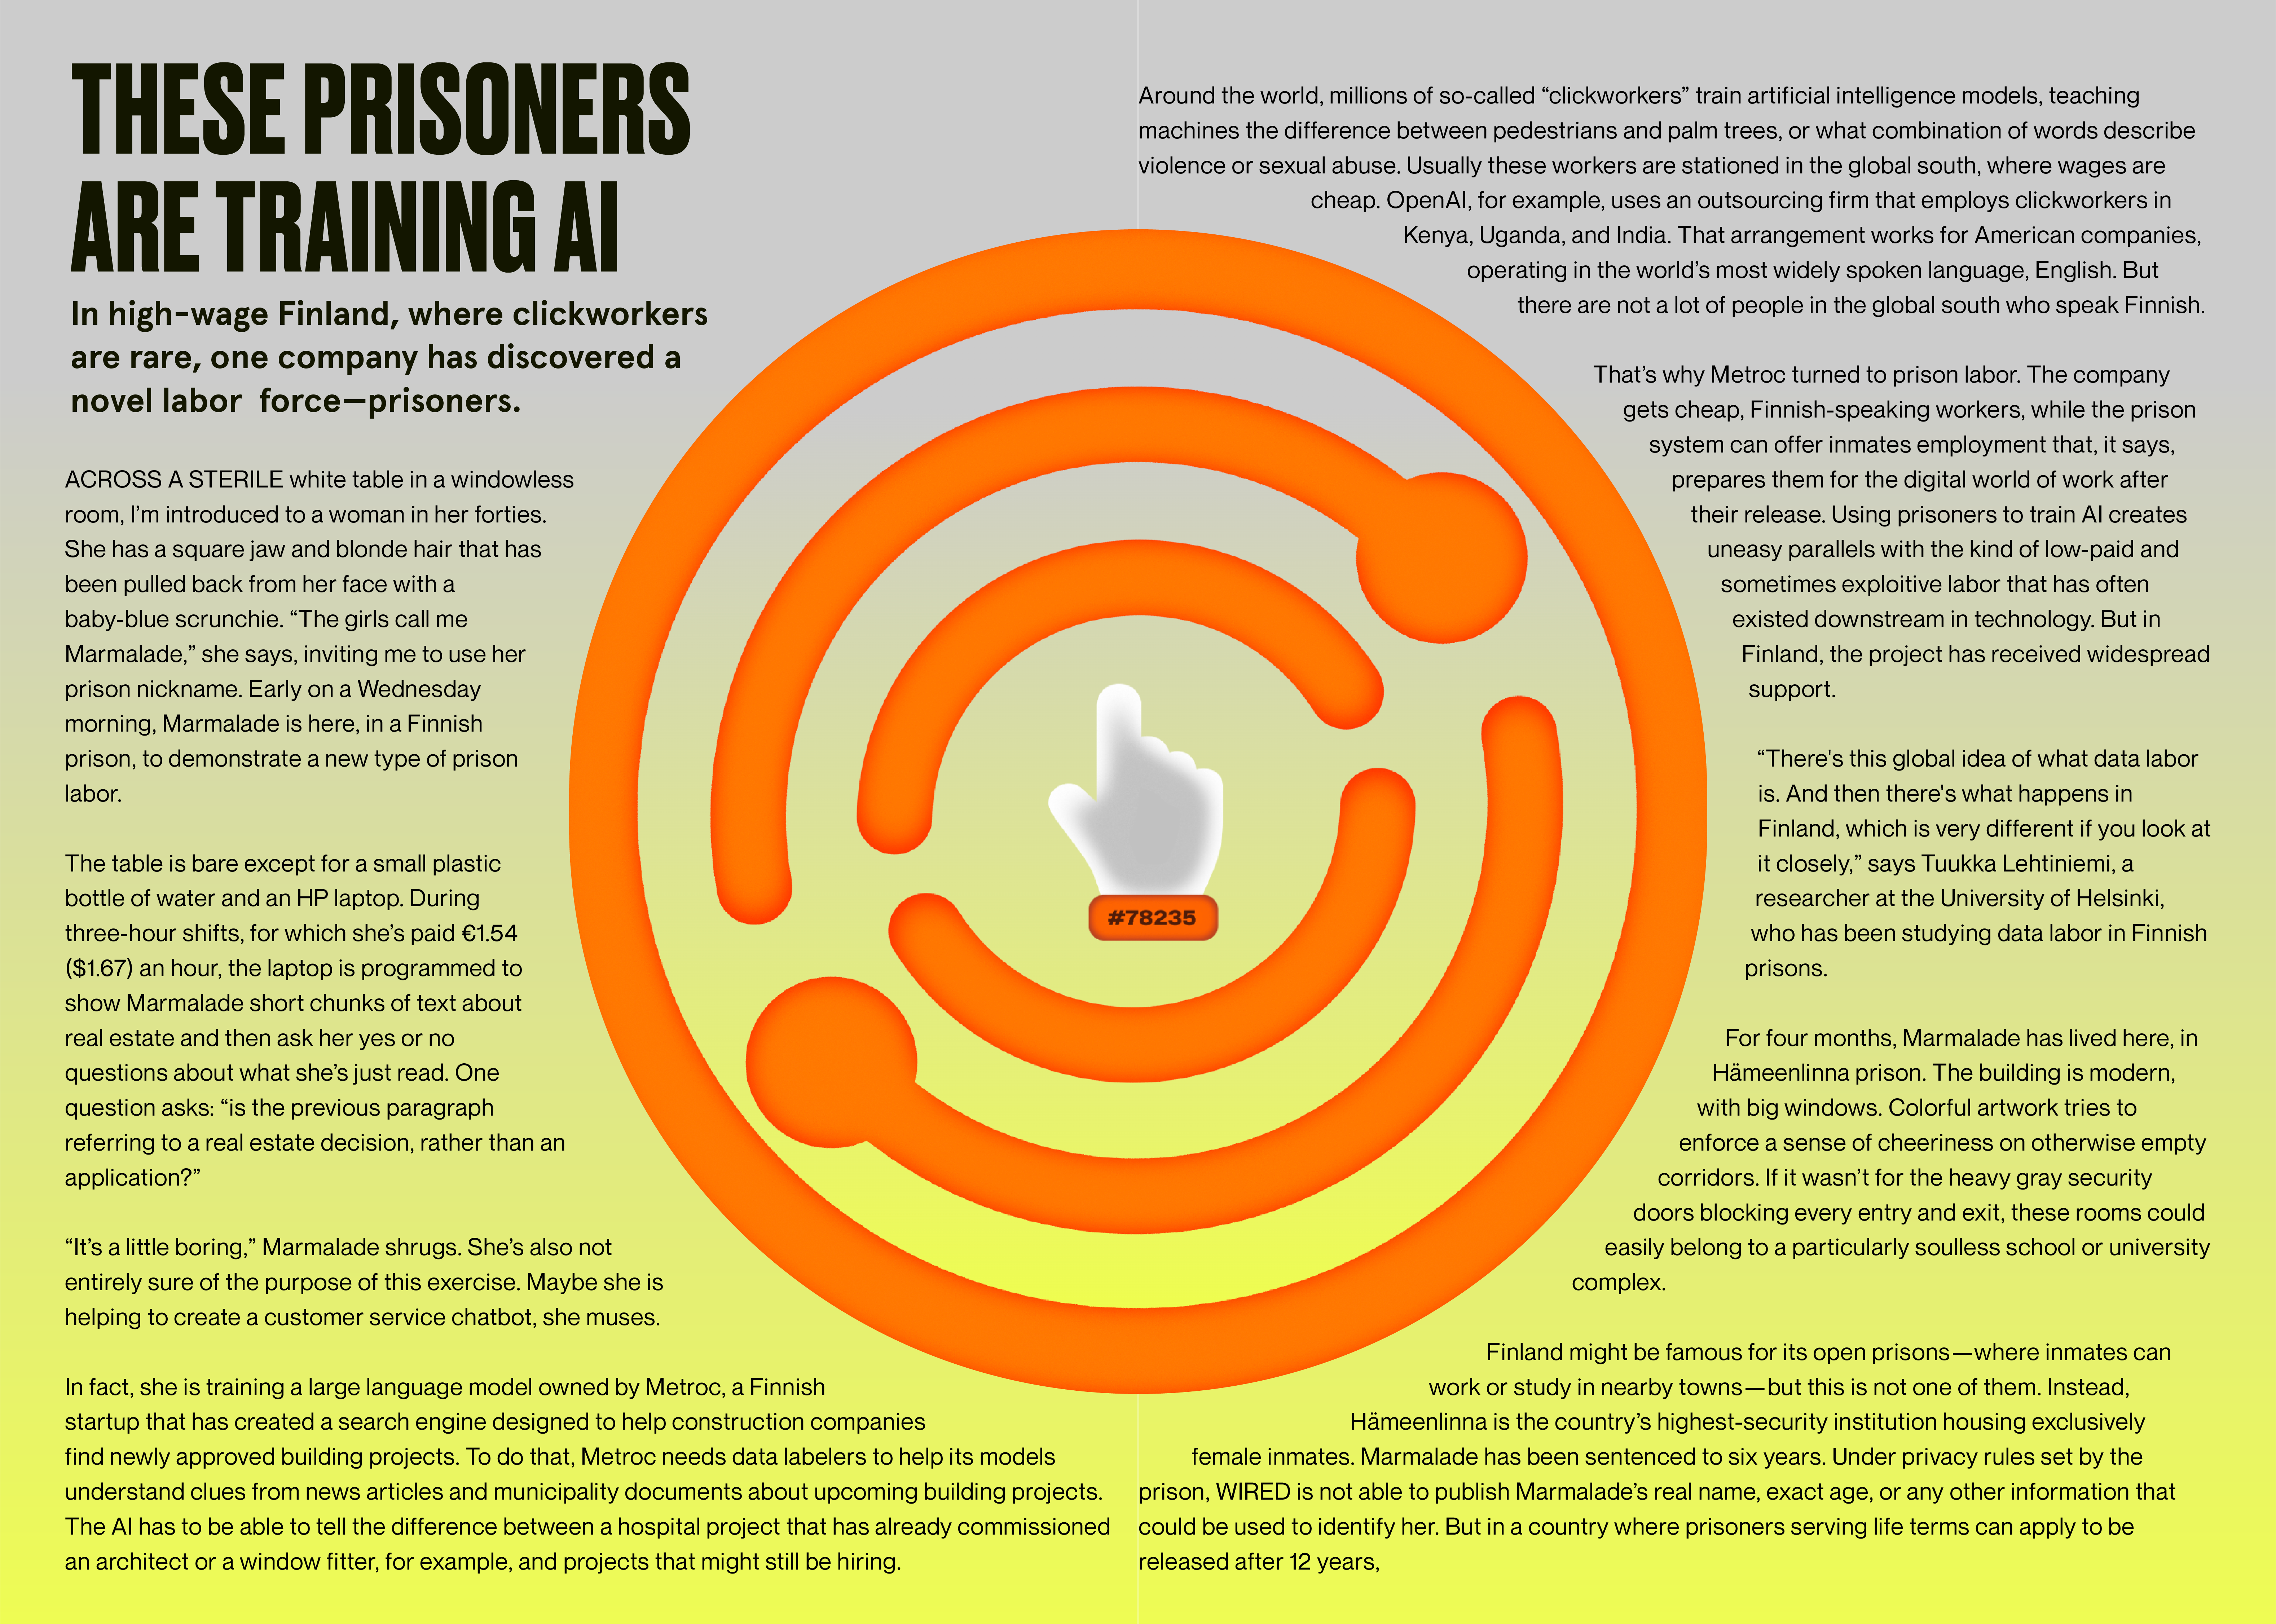 THESE PRISONERS
ARE TRAINING AI
In high-wage Finland, where clickworkers
are rare, one company has discovered a
novel labor  force—prisoners.
ACROSS A STERILE white table in a windowless
room, I’m introduced to a woman in her forties.
She has a square jaw and blonde hair that has
been pulled back from her face with a
baby-blue scrunchie. “The girls call me
Marmalade,” she says, inviting me to use her
prison nickname. Early on a Wednesday
morning, Marmalade is here, in a Finnish
prison, to demonstrate a new type of prison
labor.
The table is bare except for a small plastic
bottle of water and an HP laptop. During
three-hour shifts, for which she’s paid €1.54
($1.67) an hour, the laptop is programmed to
show Marmalade short chunks of text about
real estate and then ask her yes or no
questions about what she’s just read. One
question asks: “is the previous paragraph
referring to a real estate decision, rather than an
application?”
“It’s a little boring,” Marmalade shrugs. She’s also not
entirely sure of the purpose of this exercise. Maybe she is
helping to create a customer service chatbot, she muses.
In fact, she is training a large language model owned by Metroc, a Finnish
startup that has created a search engine designed to help construction companies
find newly approved building projects. To do that, Metroc needs data labelers to help its models
understand clues from news articles and municipality documents about upcoming building projects.
The AI has to be able to tell the difference between a hospital project that has already commissioned
an architect or a window fitter, for example, and projects that might still be hiring.
#78235
Around the world, millions of so-called “clickworkers” train artificial intelligence models, teaching
machines the difference between pedestrians and palm trees, or what combination of words describe
violence or sexual abuse. Usually these workers are stationed in the global south, where wages are
cheap. OpenAI, for example, uses an outsourcing firm that employs clickworkers in
Kenya, Uganda, and India. That arrangement works for American companies,
operating in the world’s most widely spoken language, English. But
there are not a lot of people in the global south who speak Finnish.
That’s why Metroc turned to prison labor. The company
gets cheap, Finnish-speaking workers, while the prison
system can offer inmates employment that, it says,
prepares them for the digital world of work after
their release. Using prisoners to train AI creates
uneasy parallels with the kind of low-paid and
sometimes exploitive labor that has often
existed downstream in technology. But in
Finland, the project has received widespread
support.
“There's this global idea of what data labor
is. And then there's what happens in
Finland, which is very different if you look at
it closely,” says Tuukka Lehtiniemi, a
researcher at the University of Helsinki,
who has been studying data labor in Finnish
prisons.
For four months, Marmalade has lived here, in
Hämeenlinna prison. The building is modern,
with big windows. Colorful artwork tries to
enforce a sense of cheeriness on otherwise empty
corridors. If it wasn’t for the heavy gray security
doors blocking every entry and exit, these rooms could
easily belong to a particularly soulless school or university
complex.
Finland might be famous for its open prisons—where inmates can
work or study in nearby towns—but this is not one of them. Instead,
Hämeenlinna is the country’s highest-security institution housing exclusively
female inmates. Marmalade has been sentenced to six years. Under privacy rules set by the
prison, WIRED is not able to publish Marmalade’s real name, exact age, or any other information that
could be used to identify her. But in a country where prisoners serving life terms can apply to be
released after 12 years,